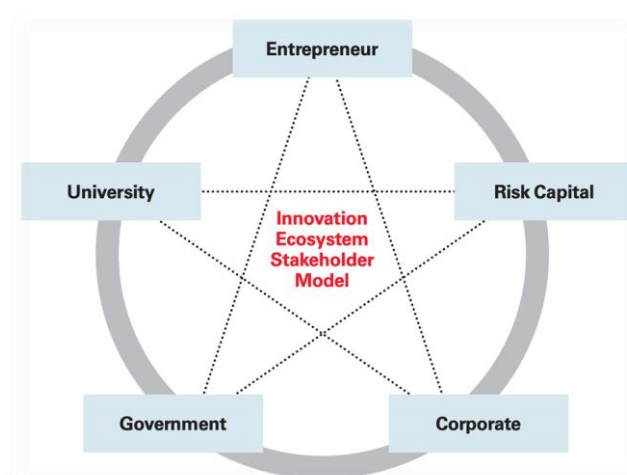 Entrepreneur
University
Risk Capital
Innovation
Ecosystem
Stakeholder
Model
Government
Corporate